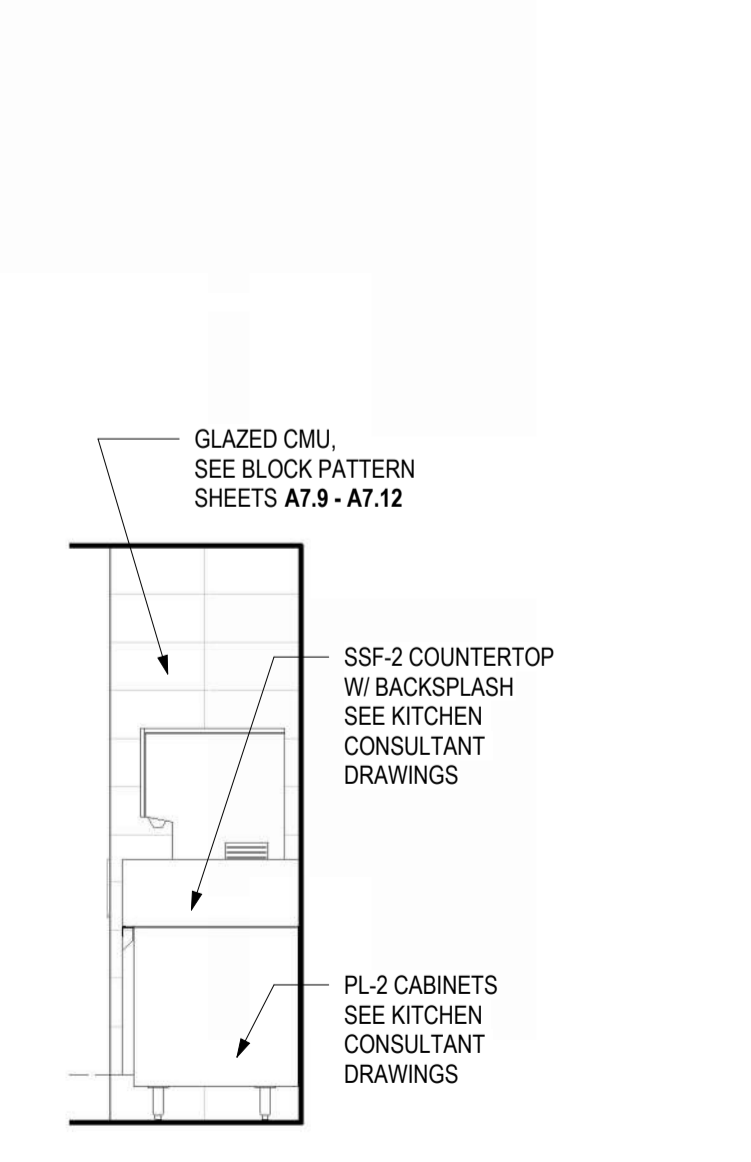 GLAZED CMU,
SEE BLOCK PATTERN
SHEETS A7.9 - A7.12
SSF-2 COUNTERTOP
W/ BACKSPLASH
SEE KITCHEN
CONSULTANT
DRAWINGS
PL-2 CABINETS
SEE KITCHEN
CONSULTANT
DRAWINGS